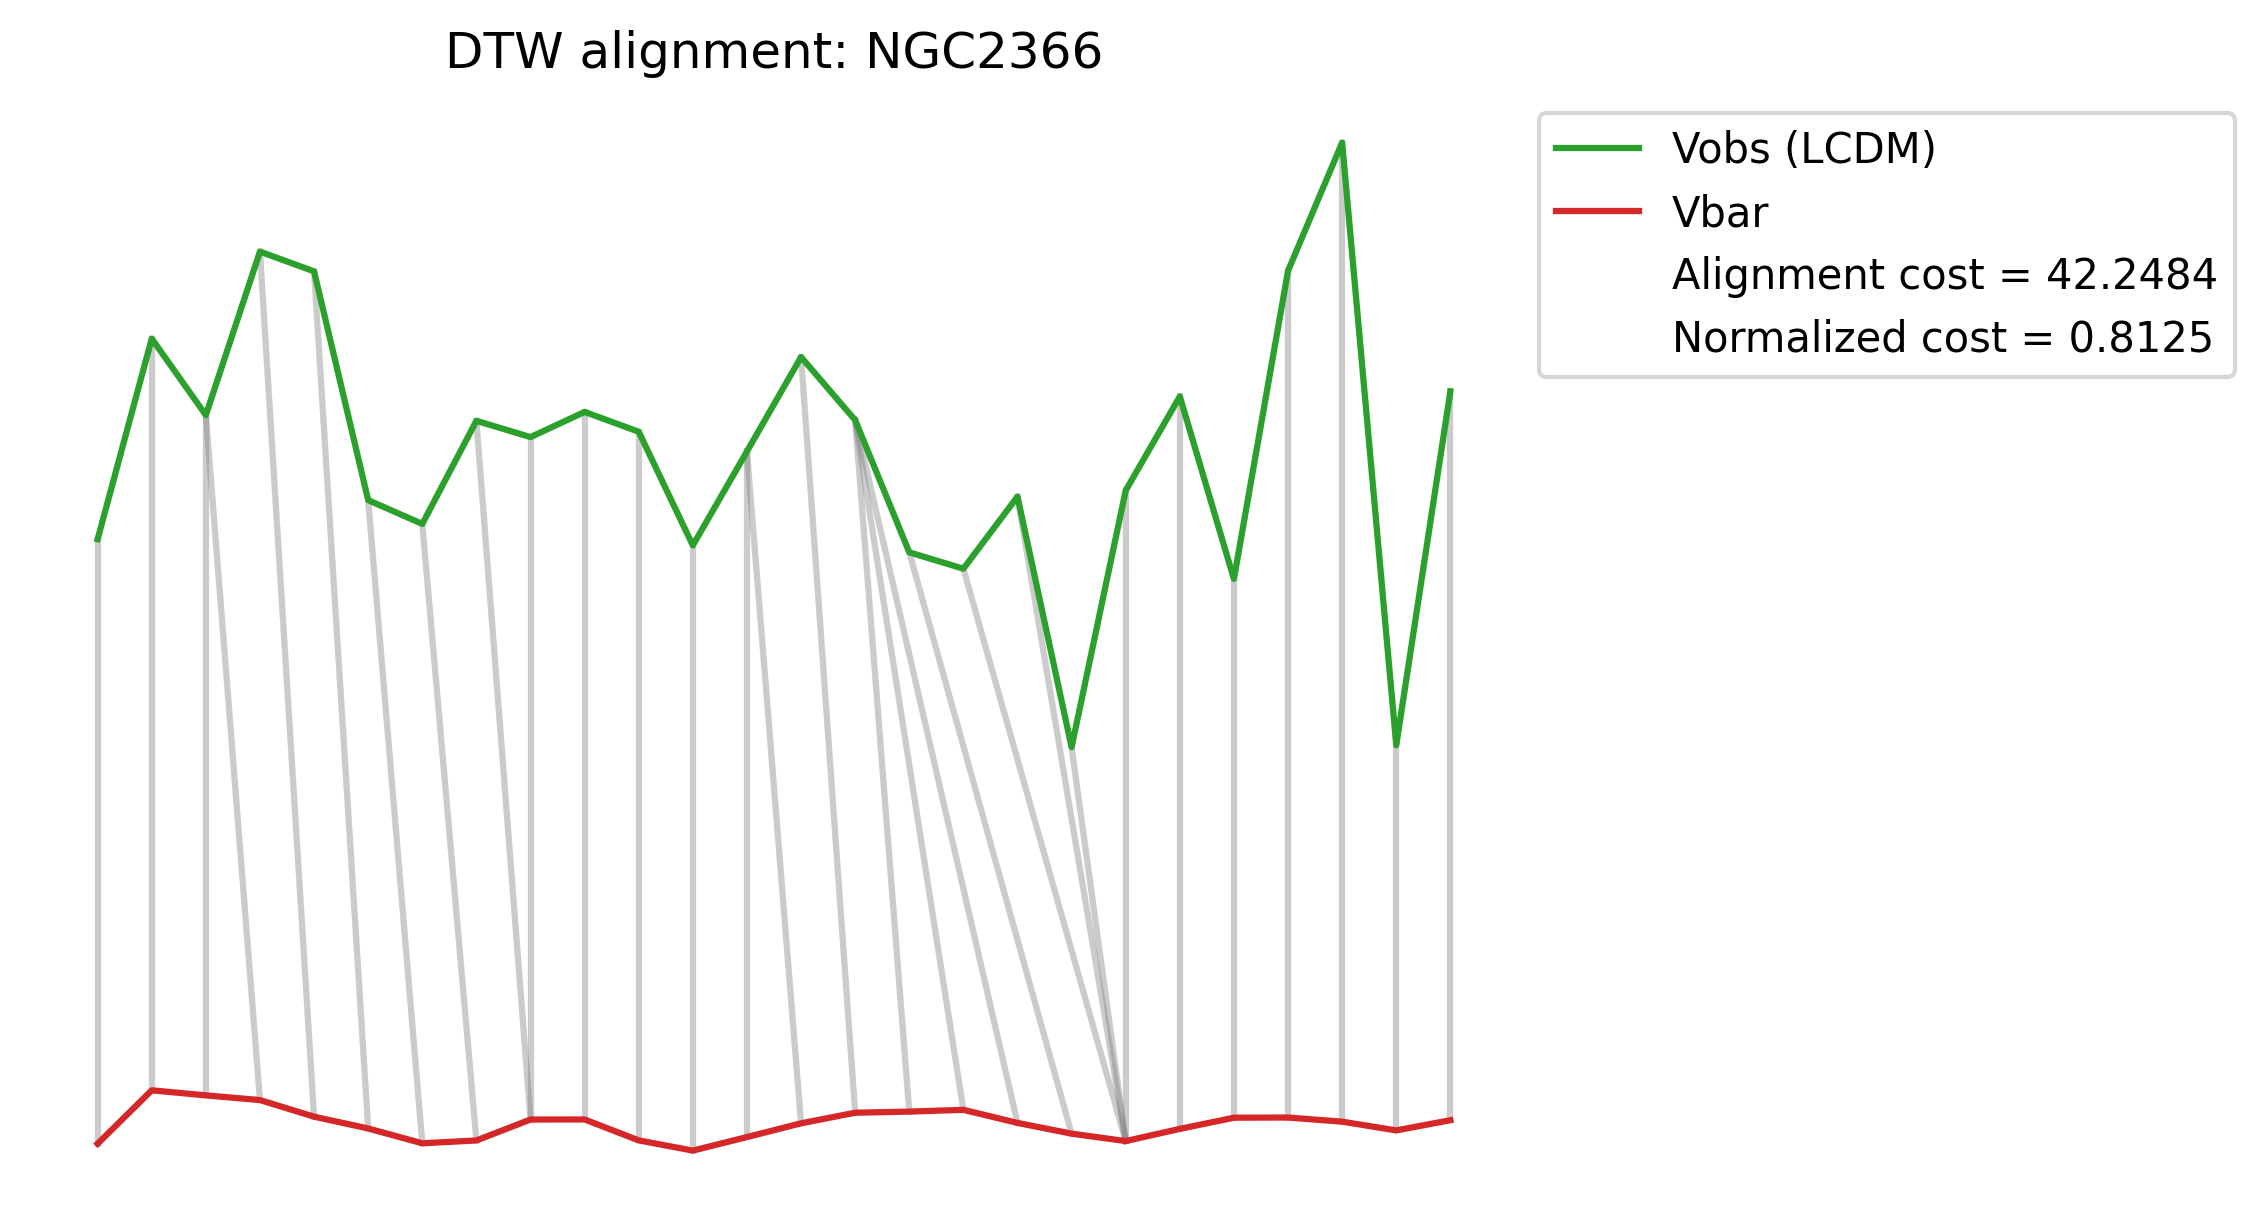 DTW alignment: NGC2366
Vobs (LCDM)
Vbar
Alignment cost = 42.2484
Normalized cost = 0.8125